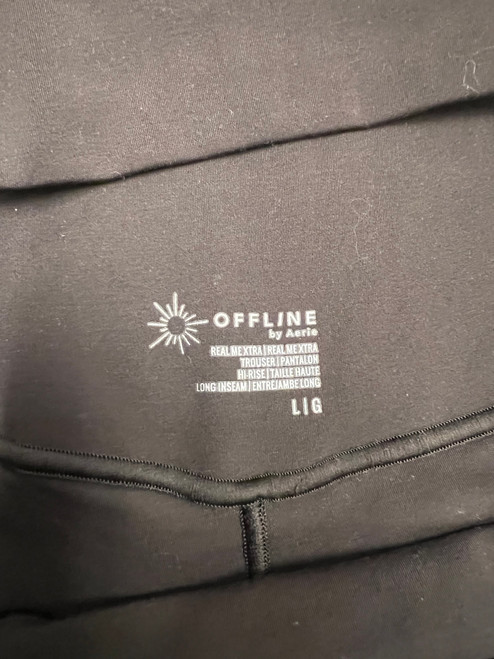 OFFLINE
by Aerie
REAL ME XTRA | REAL ME XTRA
TROUSER | PANTALON
HI-RISE | TAILLE HAUTE
LONG INSEAM | ENTREJAMBE LONG
L | G